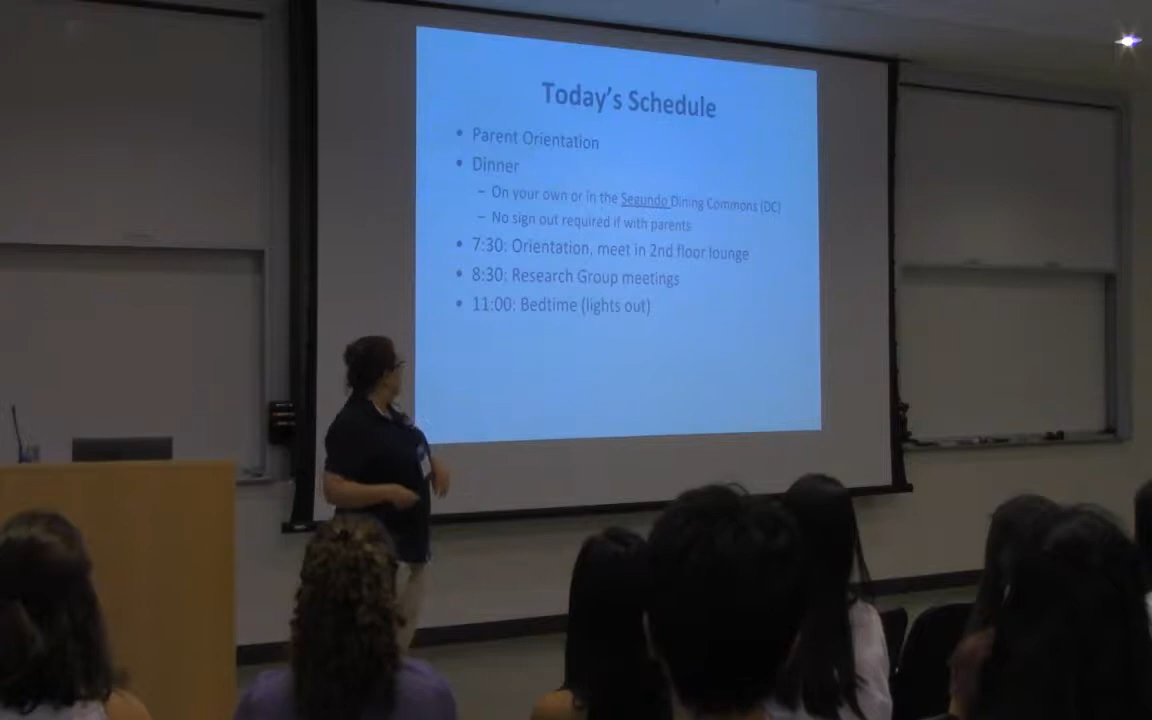 Today's Schedule
• Parent Orientation
• Dinner
– On your own or in the Segundo Dining Commons (DC)
– No sign out required if with parents
• 7:30: Orientation, meet in 2nd floor lounge
• 8:30: Research Group meetings
• 11:00: Bedtime (lights out)